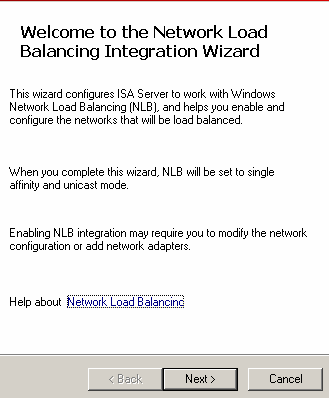 Welcome to the Network Load
Balancing Integration Wizard
This wizard configures ISA Server to work with Windows
Network Load Balancing (NLB), and helps you enable and
configure the networks that will be load balanced.
When you complete this wizard, NLB will be set to single
affinity and unicast mode.
Enabling NLB integration may require you to modify the network
configuration or add network adapters.
Help about Network Load Balancing
< Back Next > Cancel